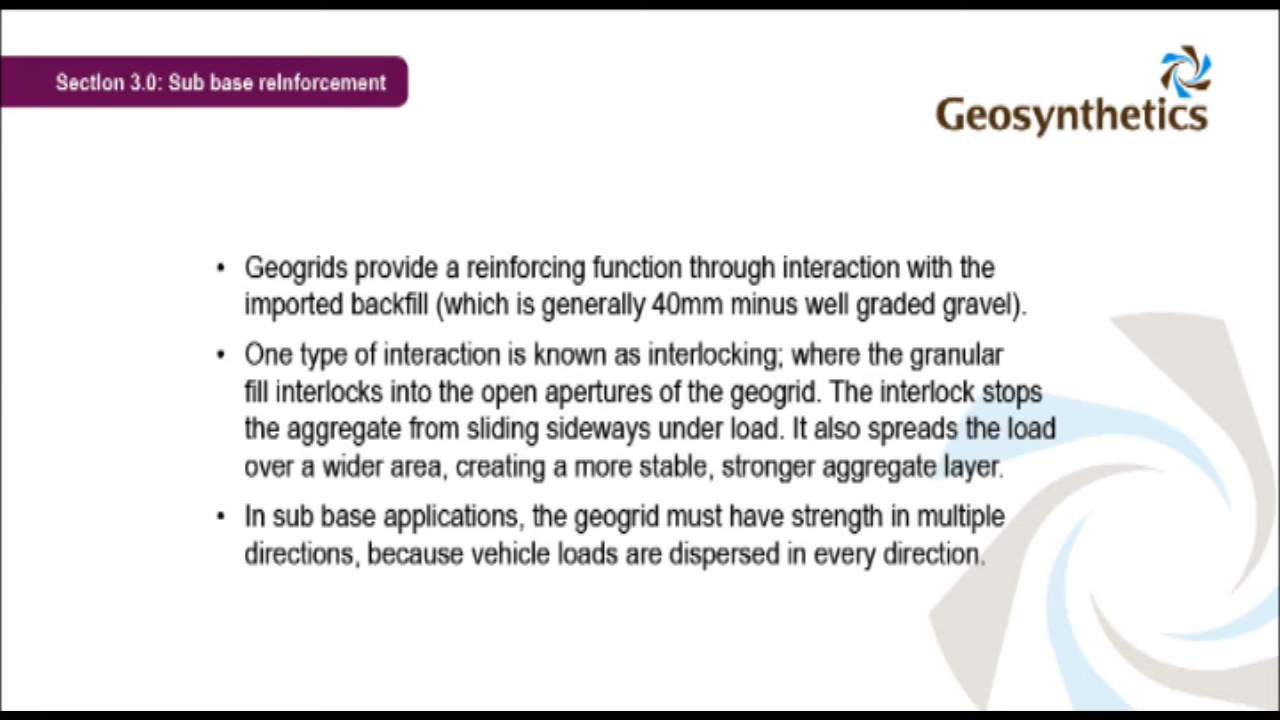 Section 3.0: Sub base reinforcement
Geosynthetics
• Geogrids provide a reinforcing function through interaction with the
imported backfill (which is generally 40mm minus well graded gravel).
• One type of interaction is known as interlocking; where the granular
fill interlocks into the open apertures of the geogrid. The interlock stops
the aggregate from sliding sideways under load. It also spreads the load
over a wider area, creating a more stable, stronger aggregate layer.
• In sub base applications, the geogrid must have strength in multiple
directions, because vehicle loads are dispersed in every direction.